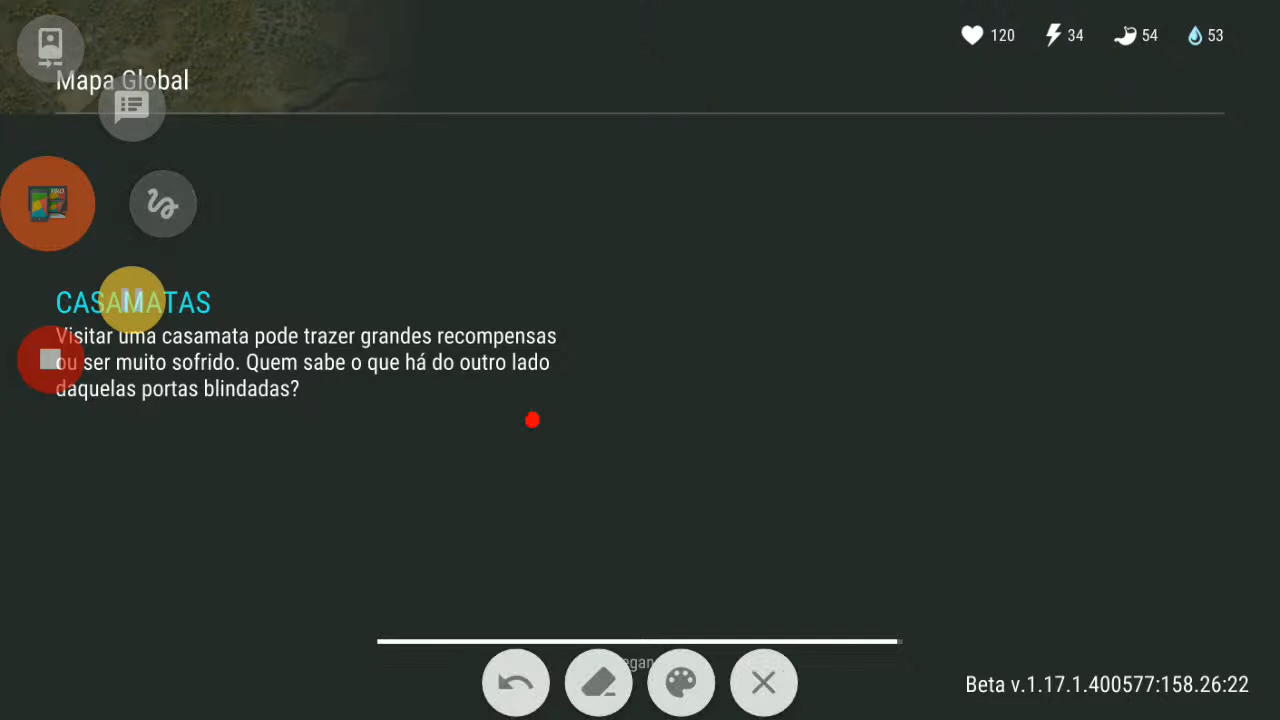 120
34
54
53
Mapa Global
CASAMATAS
Visitar uma casamata pode trazer grandes recompensas
ou ser muito sofrido. Quem sabe o que há do outro lado
daquelas portas blindadas?
Beta v.1.17.1.400577:158.26:22